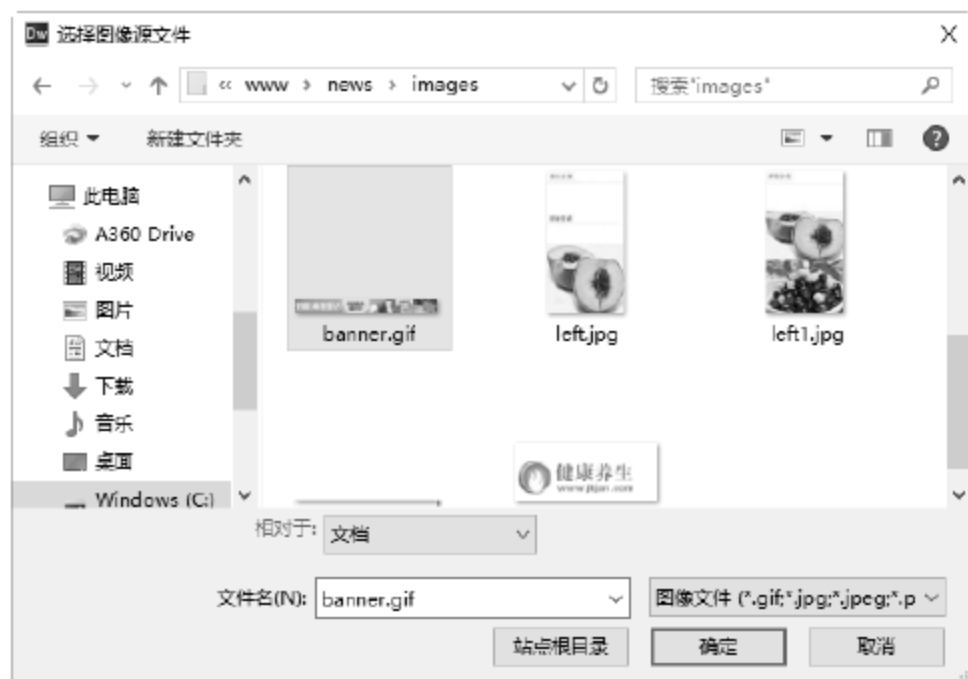 Dw 选择图像源文件
« www › news › images
搜索"images"
组织
新建文件夹
此电脑
A360 Drive
视频
图片
文档
下载
音乐
桌面
Windows (C:)
banner.gif
left.jpg
left1.jpg
健康养生
相对于:
文档
文件名(N):
banner.gif
图像文件 (*.gif;*.jpg;*.jpeg;*.p
站点根目录
确定
取消